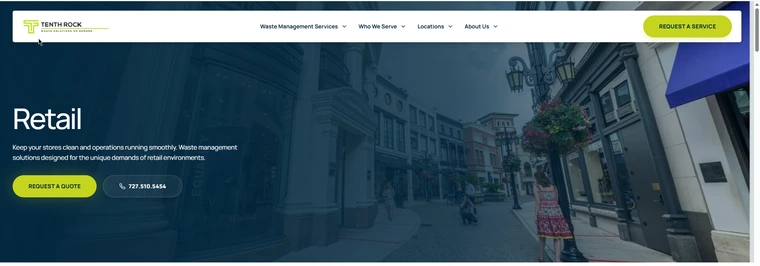 TENTH ROCK
Waste Management Services
Who We Serve
Locations
About Us
REQUEST A SERVICE
Retail
Keep your stores clean and operations running smoothly. Waste management
solutions designed for the unique demands of retail environments.
REQUEST A QUOTE
727.510.5454